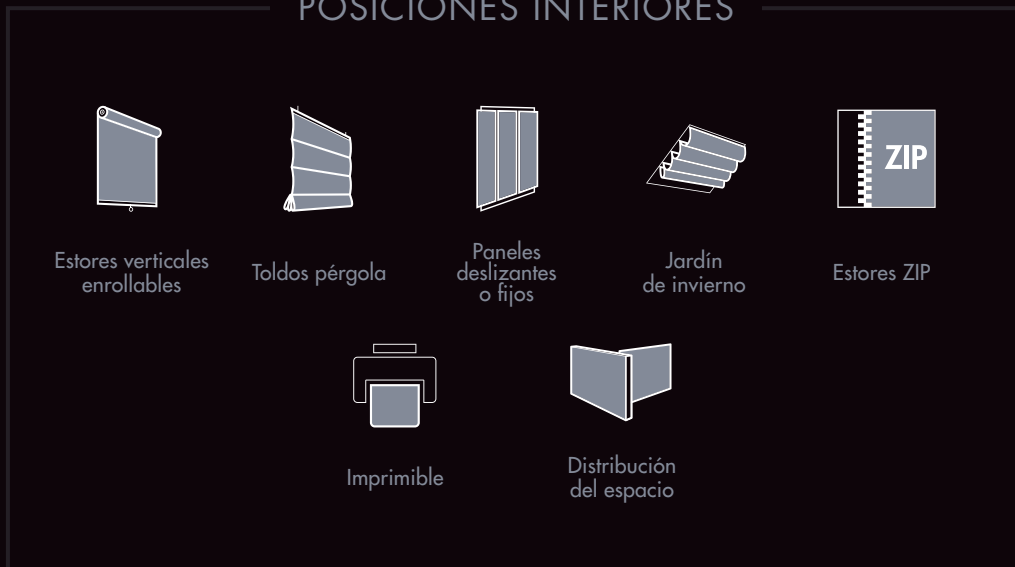 POSICIONES INTERIORES
ZIP
Estores verticales
enrollables
Toldos pérgola
Paneles
deslizantes
o fijos
Jardín
de invierno
Estores ZIP
Imprimible
Distribución
del espacio